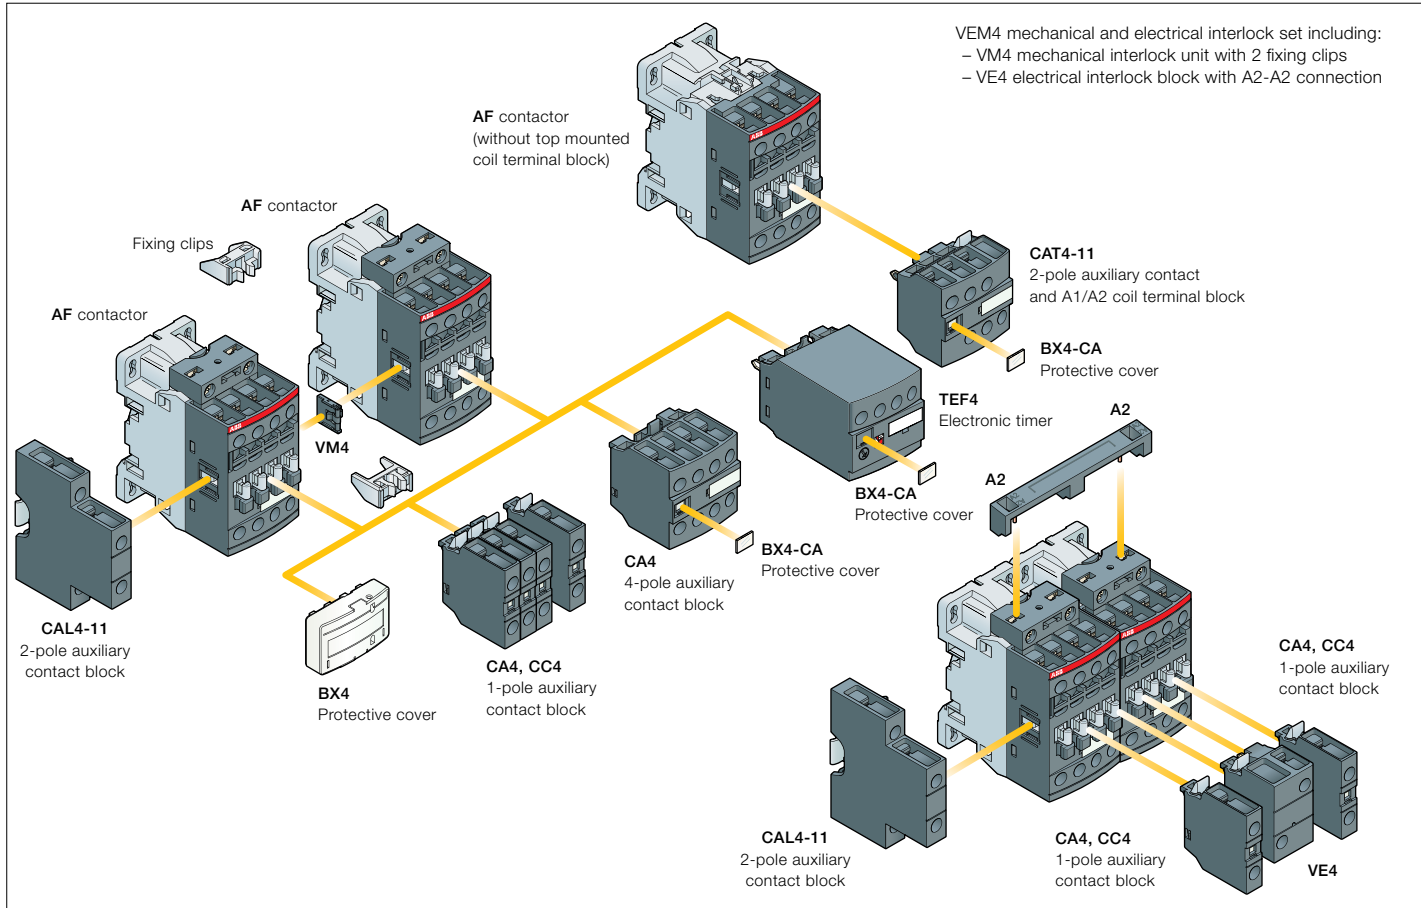 VEM4 mechanical and electrical interlock set including:
– VM4 mechanical interlock unit with 2 fixing clips
– VE4 electrical interlock block with A2-A2 connection
AF contactor
(without top mounted
coil terminal block)
ABB
AF contactor
Fixing clips
ABB
AF contactor
ABB
VM4
CAT4-11
2-pole auxiliary contact
and A1/A2 coil terminal block
BX4-CA
Protective cover
TEF4
Electronic timer
BX4-CA
Protective cover
A2
A2
CA4
4-pole auxiliary
contact block
BX4-CA
Protective cover
CAL4-11
2-pole auxiliary
contact block
BX4
Protective cover
CA4, CC4
1-pole auxiliary
contact block
ABB
ABB
CA4, CC4
1-pole auxiliary
contact block
CAL4-11
2-pole auxiliary
contact block
CA4, CC4
1-pole auxiliary
contact block
VE4